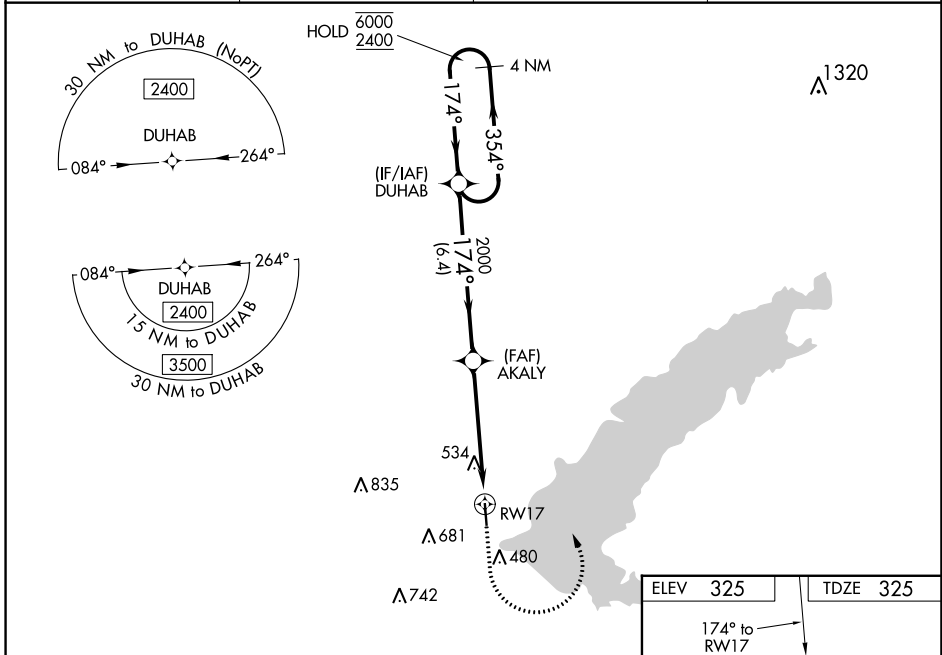 30 NM to DUHAB (NoPT)
2400
DUHAB
084°
264°
084°
264°
DUHAB
2400
15 NM to DUHAB
3500
30 NM to DUHAB
HOLD 6000
2400
4 NM
174°
354°
(IF/IAF)
DUHAB
2000
174°
(6.4)
(FAF)
AKALY
1320
534
835
RW17
681
480
742
ELEV 325
TDZE 325
174° to
RW17